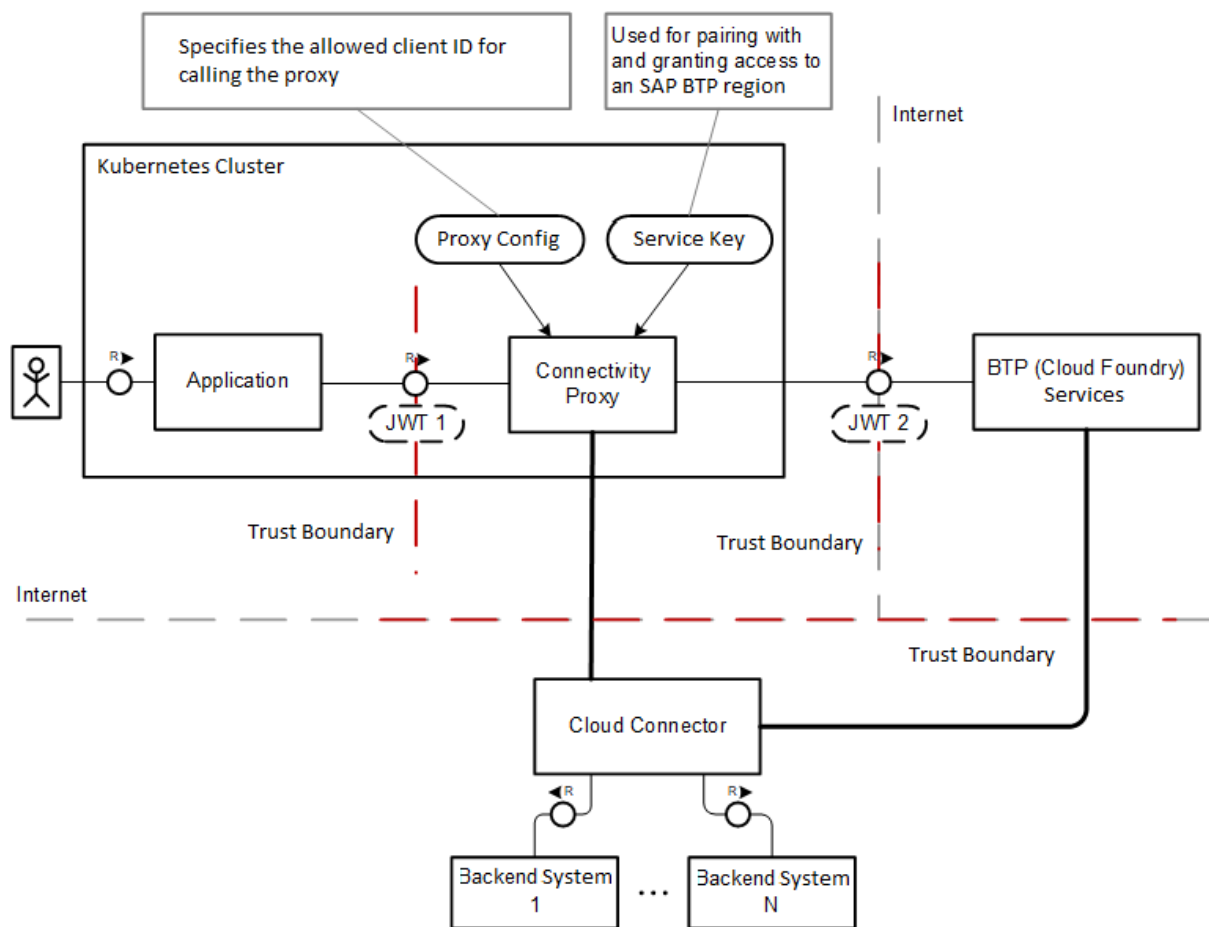 Specifies the allowed client ID for
calling the proxy
Used for pairing with
and granting access to
an SAP BTP region
Internet
Kubernetes Cluster
Proxy Config
Service Key
R
Application
R
Connectivity
Proxy
R
BTP (Cloud Foundry)
Services
JWT 1
JWT 2
Trust Boundary
Trust Boundary
Internet
Trust Boundary
Cloud Connector
R
R
Backend System
1
...
Backend System
N